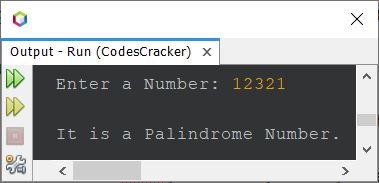 Output - Run (CodesCracker)
Enter a Number: 12321
It is a Palindrome Number.